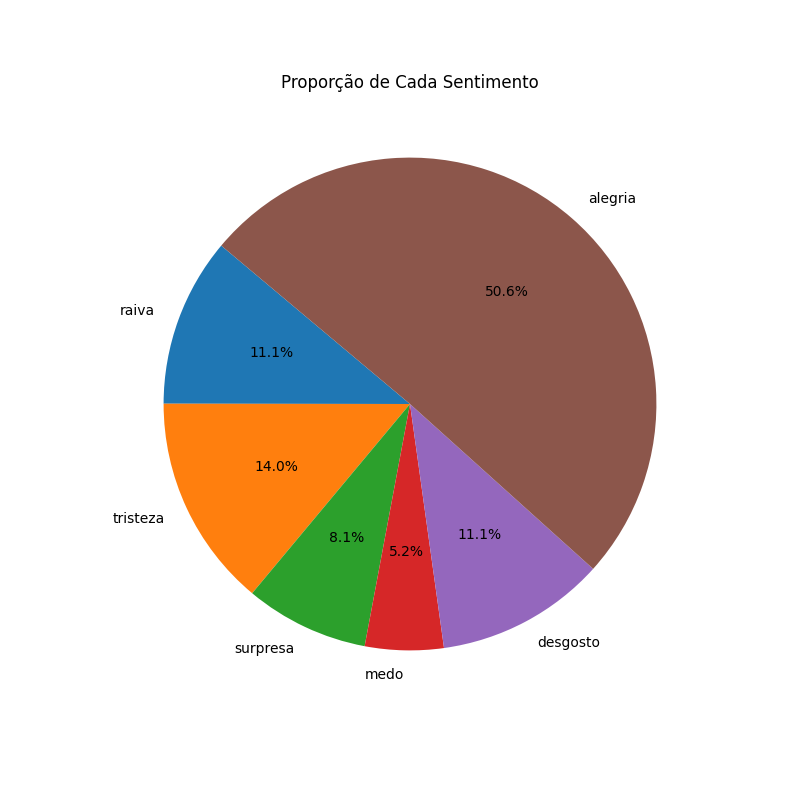 Proporção de Cada Sentimento
alegria
50.6%
raiva
11.1%
tristeza
14.0%
surpresa
8.1%
medo
5.2%
desgosto
11.1%